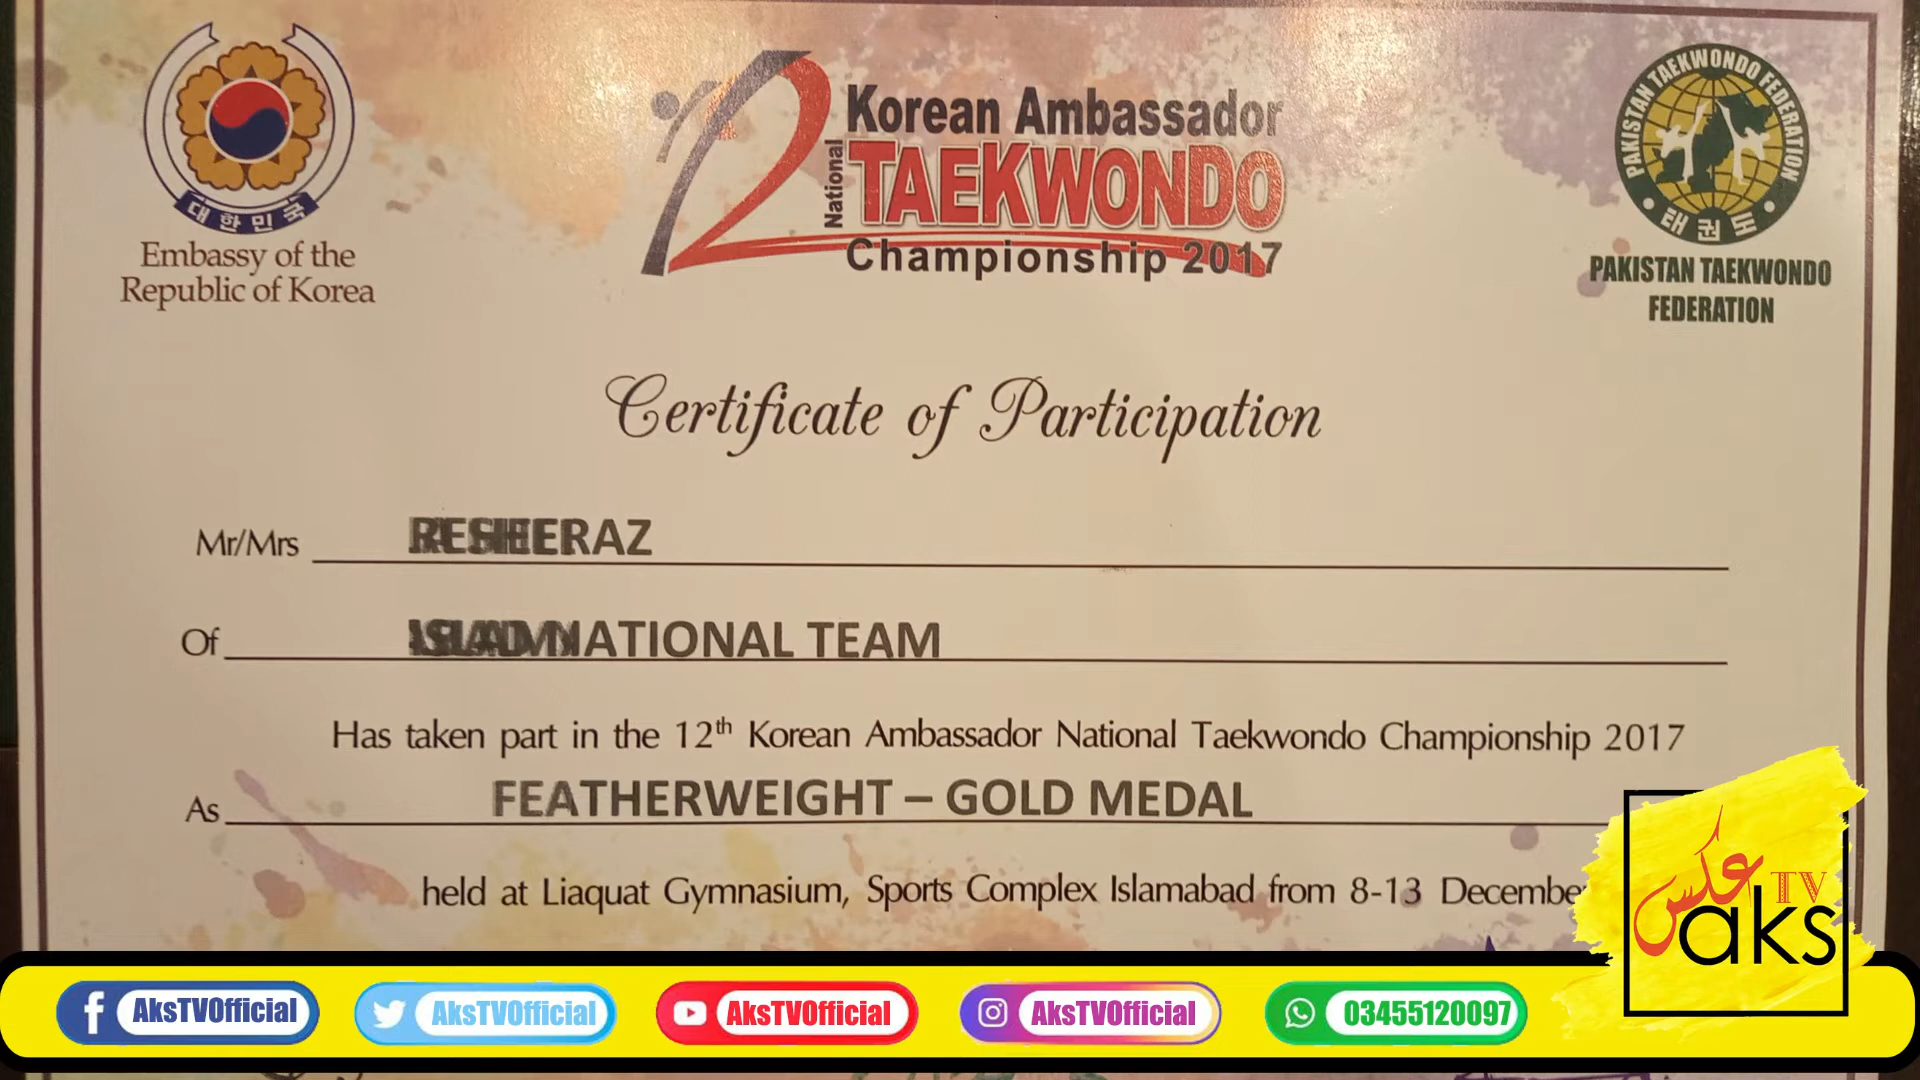 대한민국
Embassy of the
Republic of Korea
12 Korean Ambassador
National TAEKWONDO
Championship 2017
PAKISTAN TAEKWONDO FEDERATION
태권도
PAKISTAN TAEKWONDO
FEDERATION
Certificate of Participation
Mr/Mrs
Of NATIONAL TEAM
Has taken part in the 12th Korean Ambassador National Taekwondo Championship 2017
As FEATHERWEIGHT – GOLD MEDAL
held at Liaquat Gymnasium, Sports Complex Islamabad from 8-13 December
عکس TV
aks
AksTVOfficial AksTVOfficial AksTVOfficial AksTVOfficial 03455120097